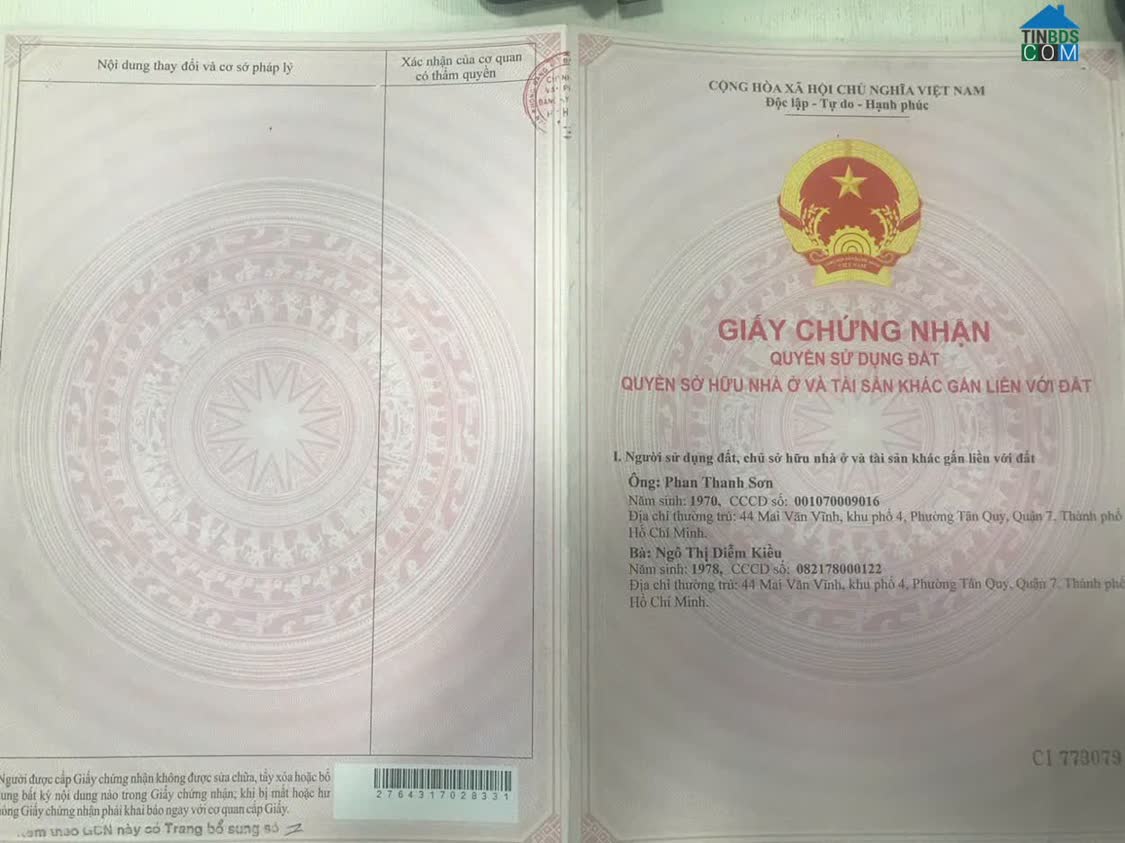 Nội dung thay đổi và cơ sở pháp lý
Xác nhận của cơ quan
có thẩm quyền
Người được cấp Giấy chứng nhận không được sửa chữa, tẩy xóa hoặc bổ
sung bất kỳ nội dung nào trong Giấy chứng nhận; khi bị mất hoặc hư
hỏng Giấy chứng nhận phải khai báo ngay với cơ quan cấp Giấy.
2764317028331
kèm theo GCN này có Trang bổ sung số
TINBDS
COM
CỘNG HÒA XÃ HỘI CHỦ NGHĨA VIỆT NAM
Độc lập - Tự do - Hạnh phúc
VIỆT NAM
GIẤY CHỨNG NHẬN
QUYỀN SỬ DỤNG ĐẤT
QUYỀN SỞ HỮU NHÀ Ở VÀ TÀI SẢN KHÁC GẮN LIỀN VỚI ĐẤT
I. Người sử dụng đất, chủ sở hữu nhà ở và tài sản khác gắn liền với đất
Ông: Phan Thanh Sơn
Năm sinh: 1970, CCCD số: 001070009016
Địa chỉ thường trú: 44 Mai Văn Vĩnh, khu phố 4, Phường Tân Quy, Quận 7, Thành phố
Hồ Chí Minh.
Bà: Ngô Thị Diễm Kiều
Năm sinh: 1978, CCCD số: 082178000122
Địa chỉ thường trú: 44 Mai Văn Vĩnh, khu phố 4, Phường Tân Quy, Quận 7, Thành phố
Hồ Chí Minh.
CI 773079